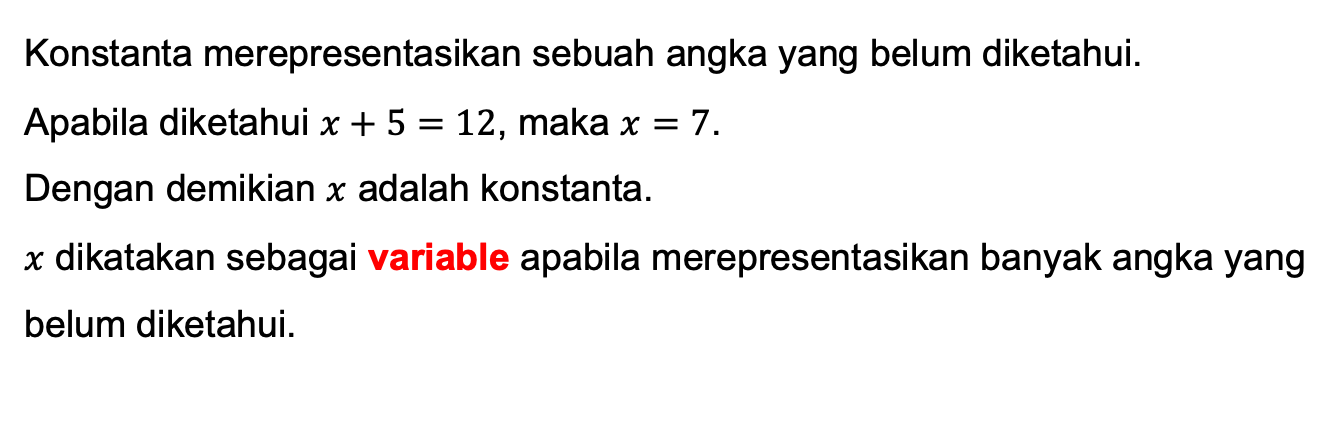 Konstanta merepresentasikan sebuah angka yang belum diketahui.
Apabila diketahui x + 5 = 12, maka x = 7.
Dengan demikian x adalah konstanta.
x dikatakan sebagai variable apabila merepresentasikan banyak angka yang
belum diketahui.